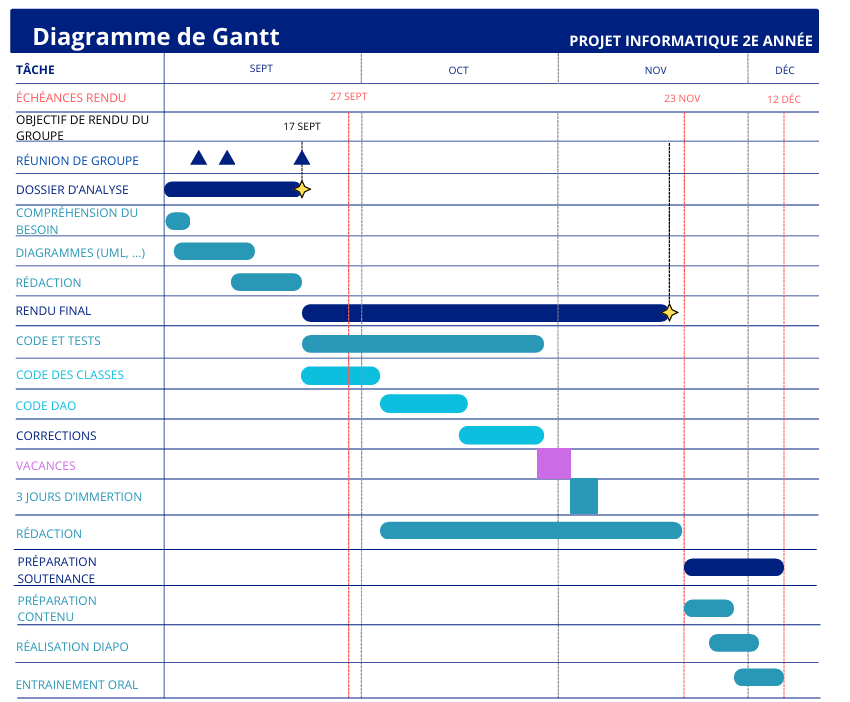 Diagramme de Gantt
PROJET INFORMATIQUE 2E ANNÉE
TÂCHE
SEPT
OCT
NOV
DÉC
ÉCHÉANCES RENDU
27 SEPT
23 NOV
12 DÉC
OBJECTIF DE RENDU DU
GROUPE
17 SEPT
RÉUNION DE GROUPE
DOSSIER D'ANALYSE
COMPRÉHENSION DU
BESOIN
DIAGRAMMES (UML, ...)
RÉDACTION
RENDU FINAL
CODE ET TESTS
CODE DES CLASSES
CODE DAO
CORRECTIONS
VACANCES
3 JOURS D'IMMERTION
RÉDACTION
PRÉPARATION
SOUTENANCE
PRÉPARATION
CONTENU
RÉALISATION DIAPO
ENTRAINEMENT ORAL